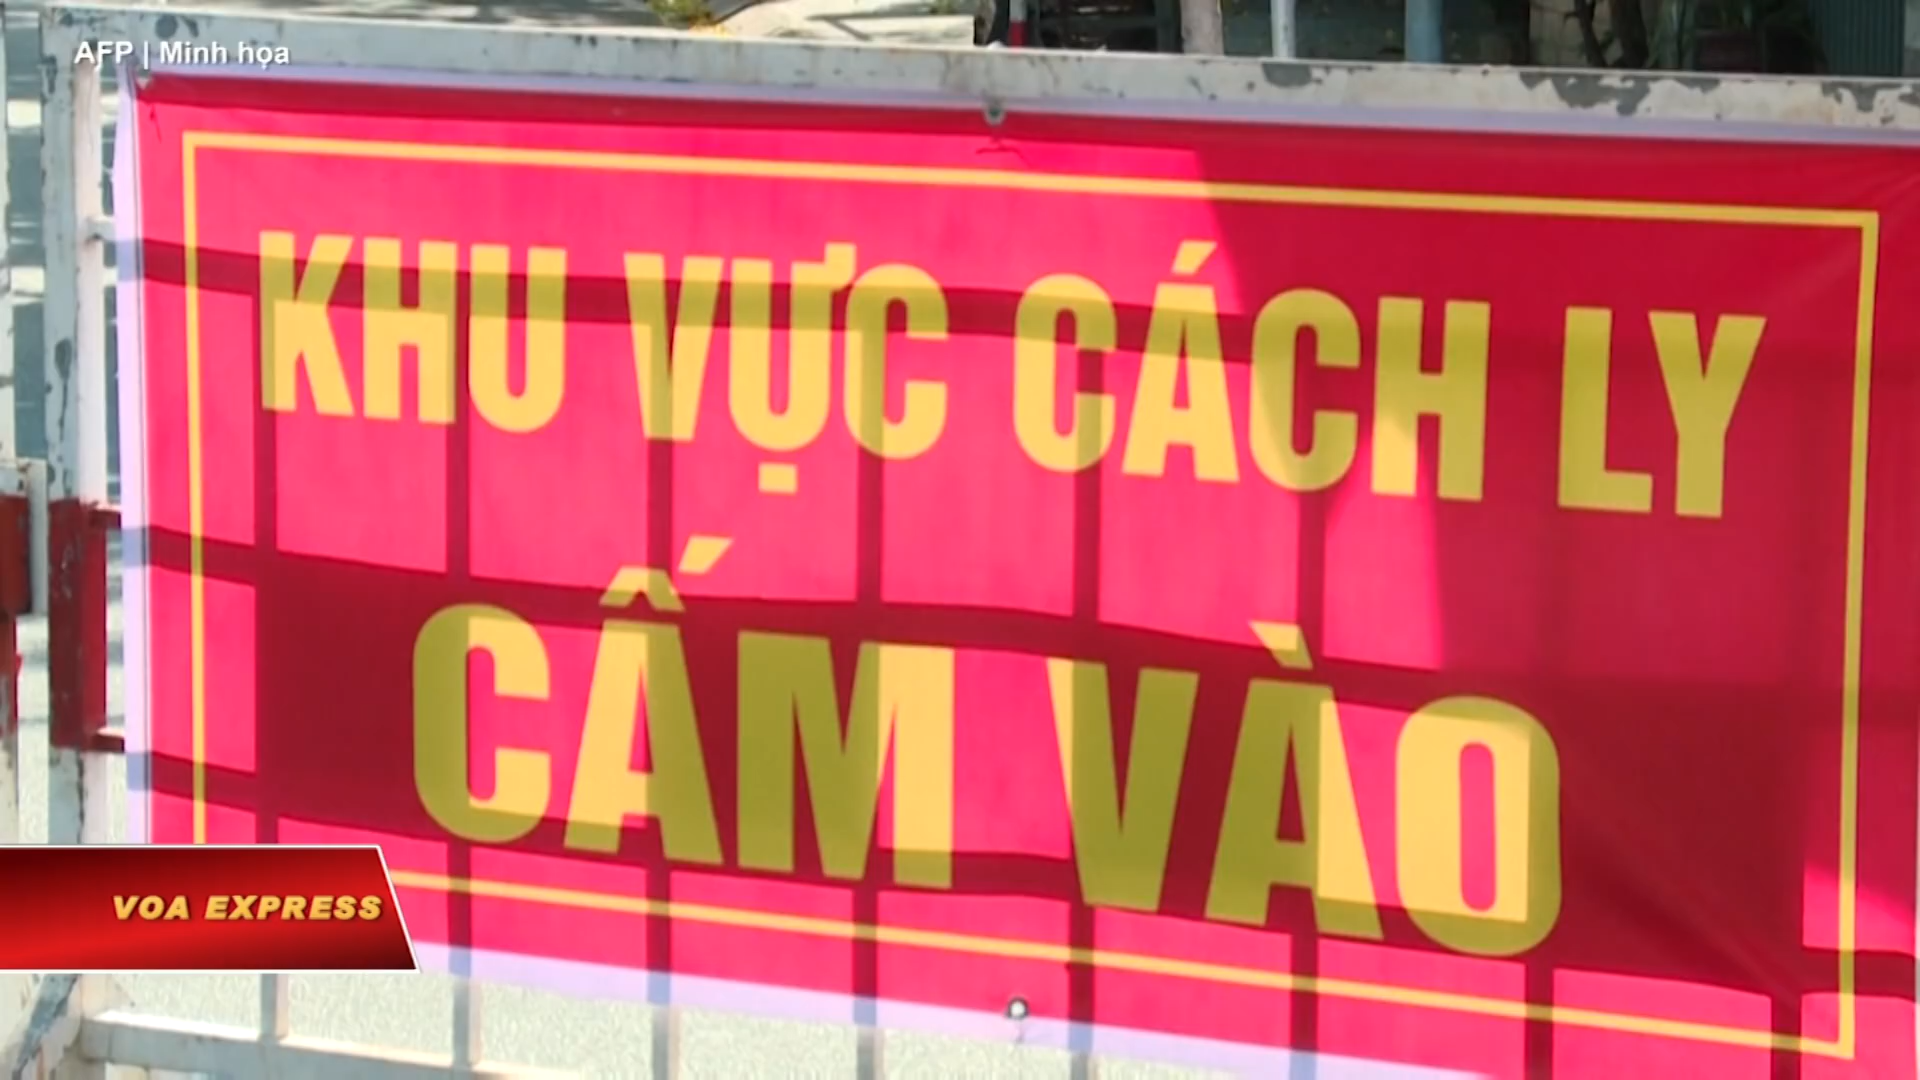 AFP | Minh họa
KHU VỰC CÁCH LY
CẤM VÀO
VOA EXPRESS